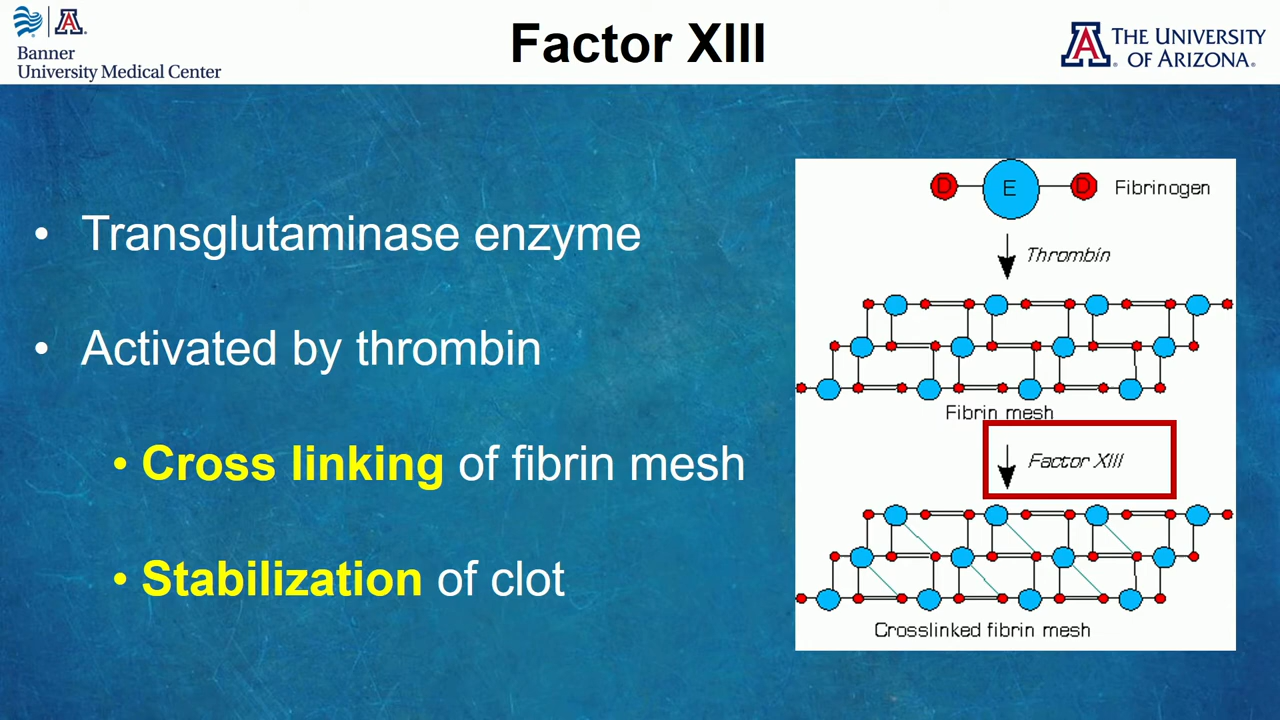 Banner
University Medical Center
Factor XIII
THE UNIVERSITY
OF ARIZONA
• Transglutaminase enzyme
• Activated by thrombin
• Cross linking of fibrin mesh
• Stabilization of clot
D E D Fibrinogen
Thrombin
Fibrin mesh
Factor XIII
Crosslinked fibrin mesh